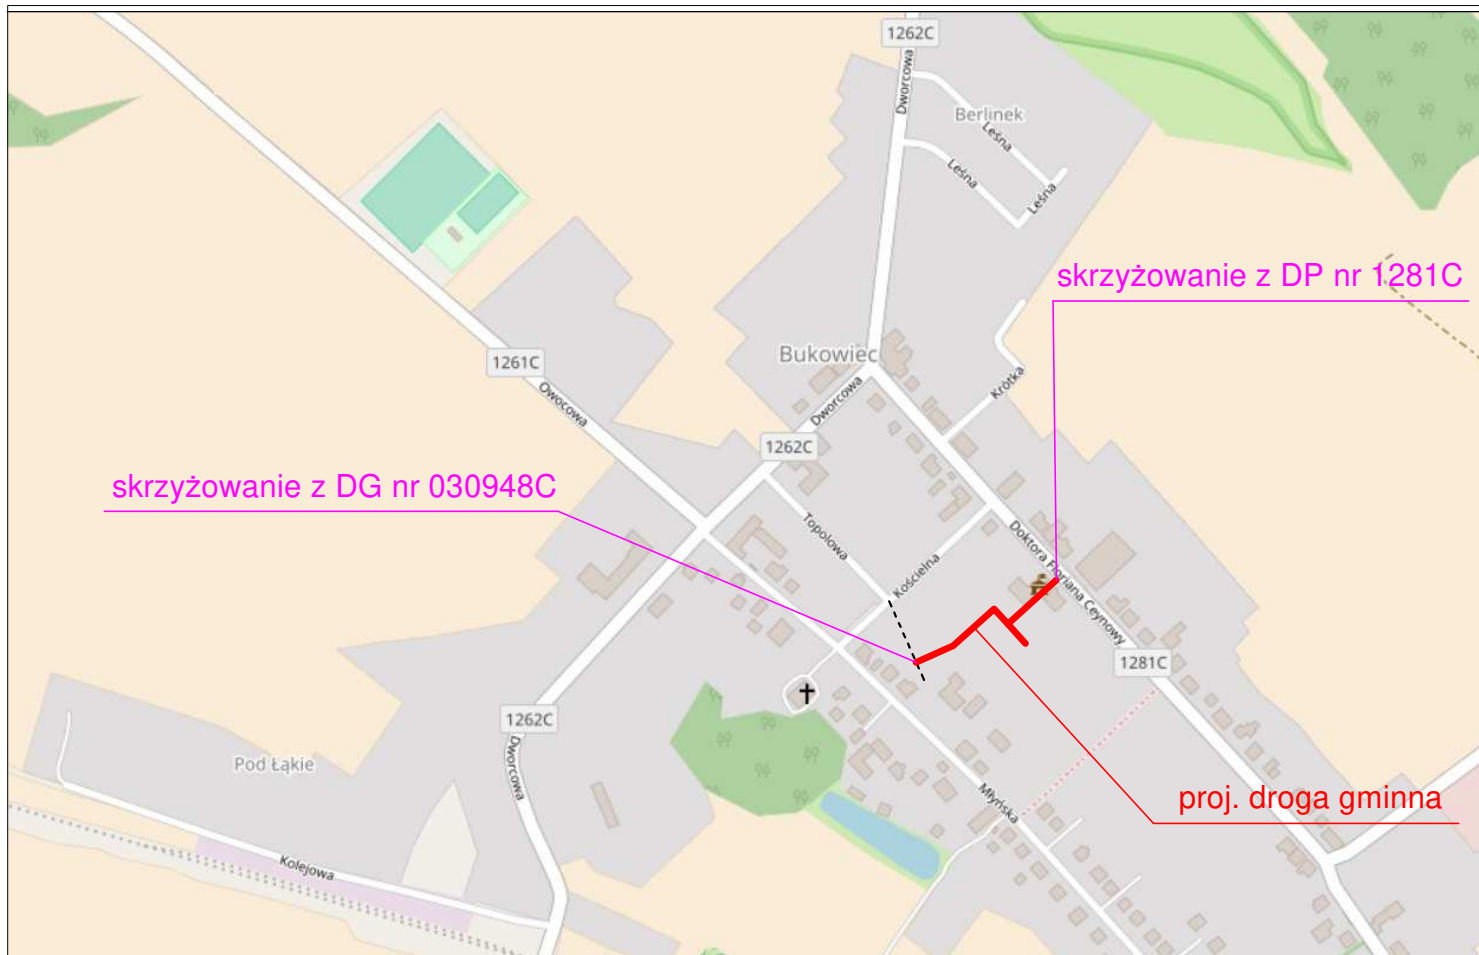 1262C
Dworcowa
Berlinek
Leśna
Leśna
Leśna
skrzyżowanie z DP nr 1281C
Bukowiec
1261C
Owocowa
Krótka
Dworcowa
1262C
skrzyżowanie z DG nr 030948C
Topolowa
Kościelna
Doktora Floriana Ceynowy
1281C
1262C
Dworcowa
Pod Łąkie
Młyńska
proj. droga gminna
Kolejowa